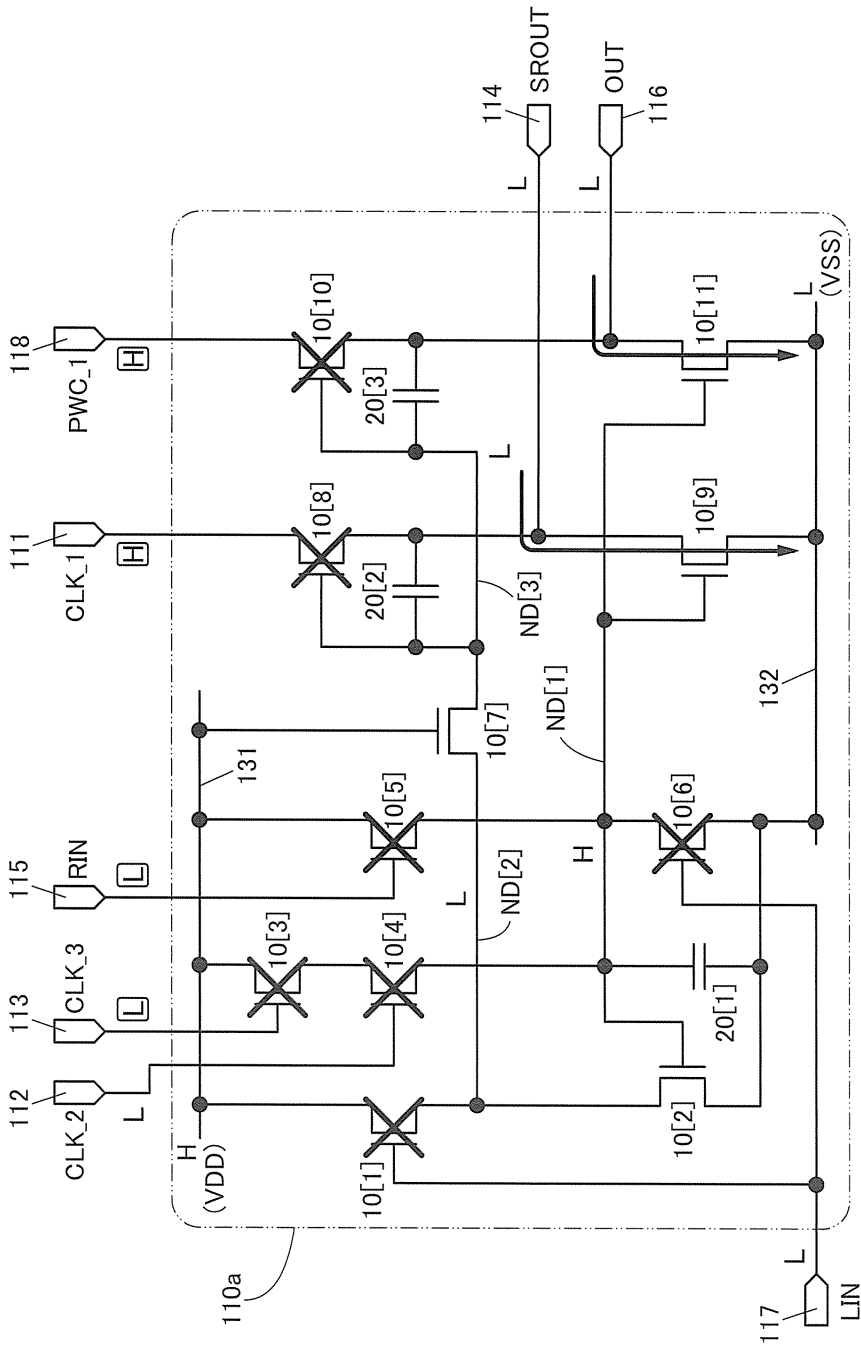 110a
112
CLK_2
L
113
CLK_3
L
115
RIN
L
111
CLK_1
H
118
PWC_1
H
H
(VDD)
131
10[3]
10[8]
10[10]
10[1]
10[4]
10[5]
20[2]
20[3]
10[7]
L
ND[2]
ND[3]
L
L
114
SROUT
L
116
OUT
H
ND[1]
10[2]
20[1]
10[6]
10[9]
10[11]
132
L
(VSS)
117
LIN
L